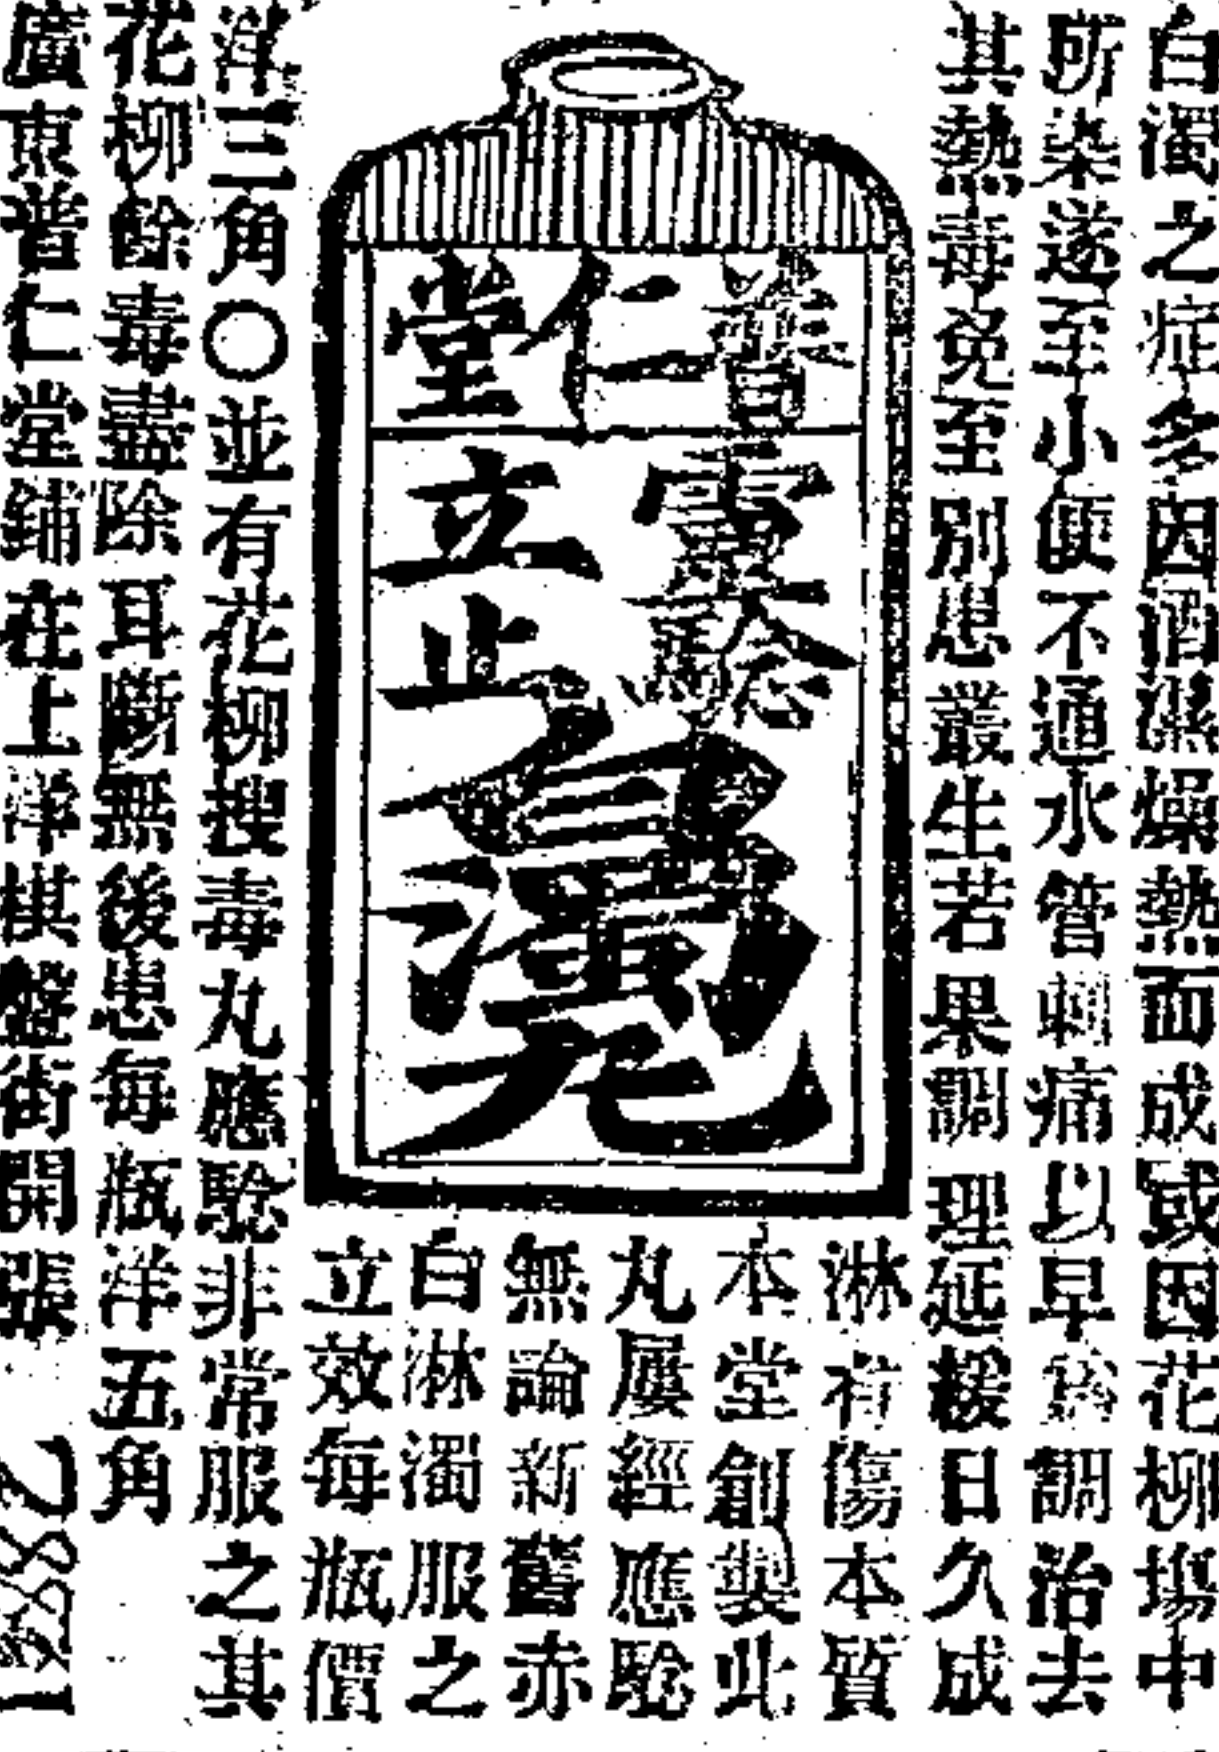 白濁之症多因酒濕燥熱而成或因花柳塲中
所染遂至小便不通水管刺痛以早爲調治去
其熱毒免至別患叢生若果調理延緩日久成
普仁堂
靈騐
立止白濁丸
淋有傷本質
本堂創製此
丸屢經應騐
無論新舊赤
白淋濁服之
立效每瓶價
洋三角〇並有花柳搜毒丸應騐非常服之其
花柳餘毒盡除耳斷無後患每瓶洋五角
廣東普仁堂鋪在上洋棋盤街開張